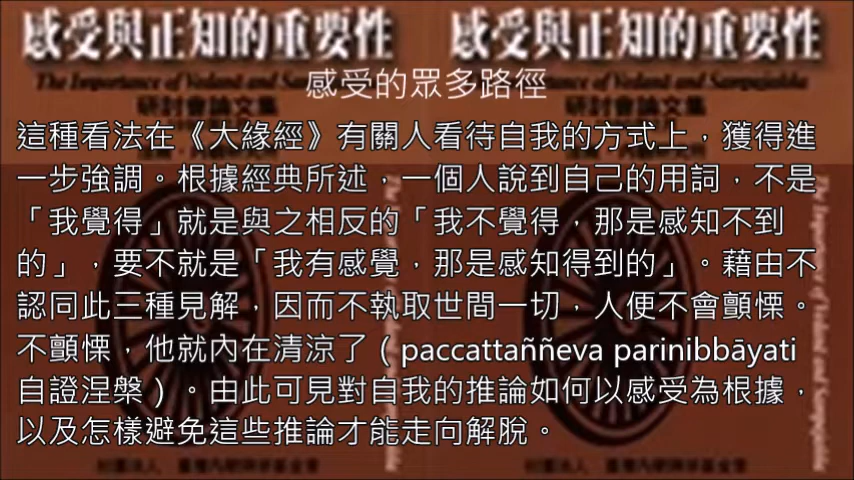 感受與正知的重要性 感受與正知的重要性
The Importance of Vedanā and Sampajañña
感受的眾多路徑
研討會論文集 研討會論文集
這種看法在《大緣經》有關人看待自我的方式上，獲得進
一步強調。根據經典所述，一個人說到自己的用詞，不是
「我覺得」就是與之相反的「我不覺得，那是感知不到
的」，要不就是「我有感覺，那是感知得到的」。藉由不
認同此三種見解，因而不執取世間一切，人便不會顫慄。
不顫慄，他就內在清涼了（paccattaññeva parinibbāyati
自證涅槃）。由此可見對自我的推論如何以感受為根據，
以及怎樣避免這些推論才能走向解脫。